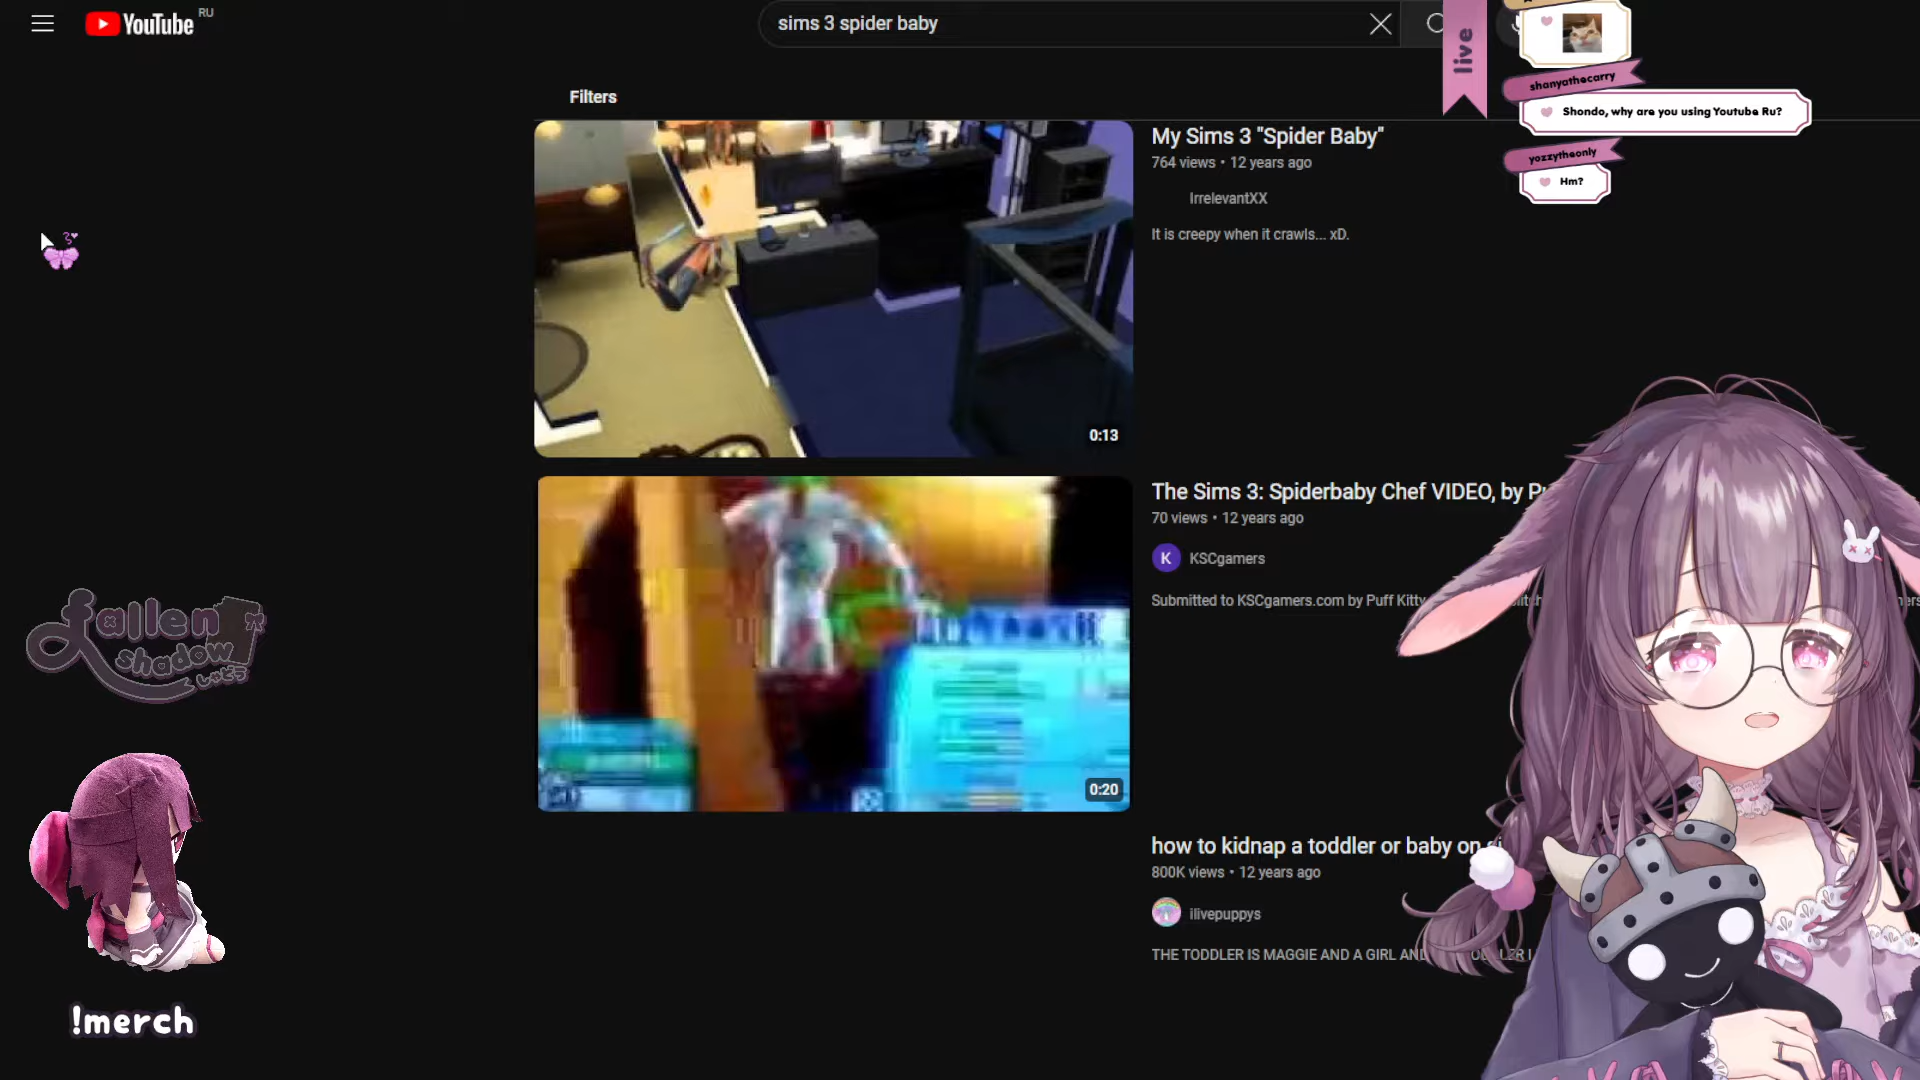 YouTube RU
sims 3 spider baby
live
shanyathecarry
Shondo, why are you using Youtube Ru?
yozzytheonly
Hm?
Filters
My Sims 3 "Spider Baby"
764 views • 12 years ago
IrrelevantXX
It is creepy when it crawls... xD.
0:13
The Sims 3: Spiderbaby Chef VIDEO, by
70 views • 12 years ago
K KSCgamers
Submitted to KSCgamers.com by Puff Kitty
0:20
how to kidnap a toddler or baby on
800K views • 12 years ago
ilivepuppys
THE TODDLER IS MAGGIE AND A GIRL AND
fallen
shadow
しゃどう
!merch